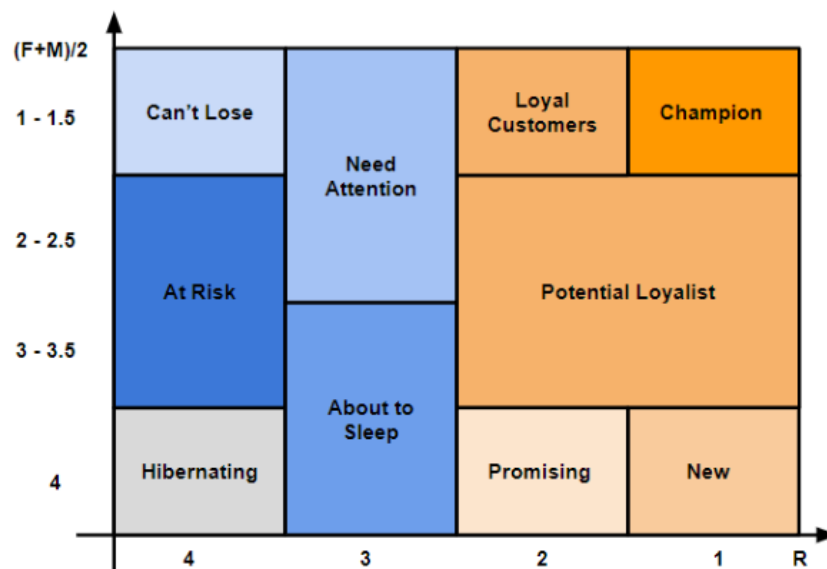 (F+M)/2
1 - 1.5
Can't Lose
Loyal
Customers
Champion
Need
Attention
2 - 2.5
At Risk
Potential Loyalist
3 - 3.5
About to
Sleep
4
Hibernating
Promising
New
4
3
2
1
R